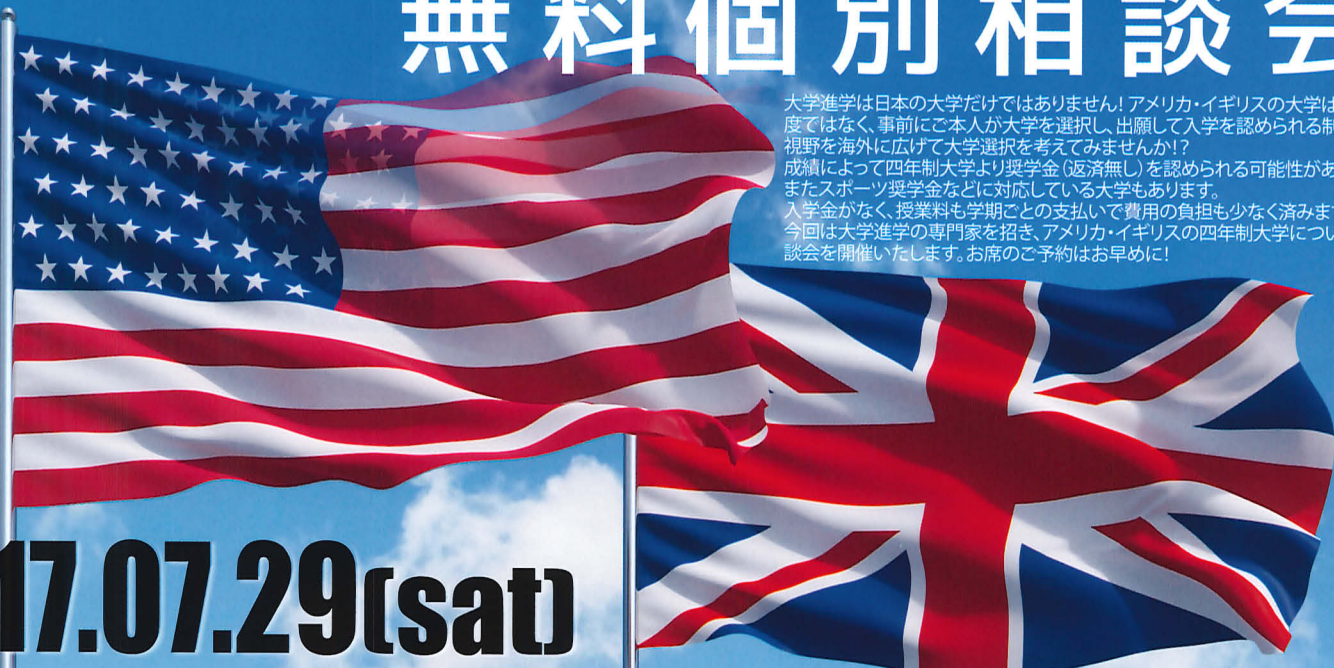 無料個別相談会
大学進学は日本の大学だけではありません！アメリカ・イギリスの大学は
度ではなく、事前にご本人が大学を選択し、出願して入学を認められる制
視野を海外に広げて大学選択を考えてみませんか！？
成績によって四年制大学より奨学金（返済無し）を認められる可能性があ
またスポーツ奨学金などに対応している大学もあります。
入学金がなく、授業料も学期ごとの支払いで費用の負担も少なく済みます
今回は大学進学の専門家を招き、アメリカ・イギリスの四年制大学につい
談会を開催いたします。お席のご予約はお早めに！
17.07.29(sat)